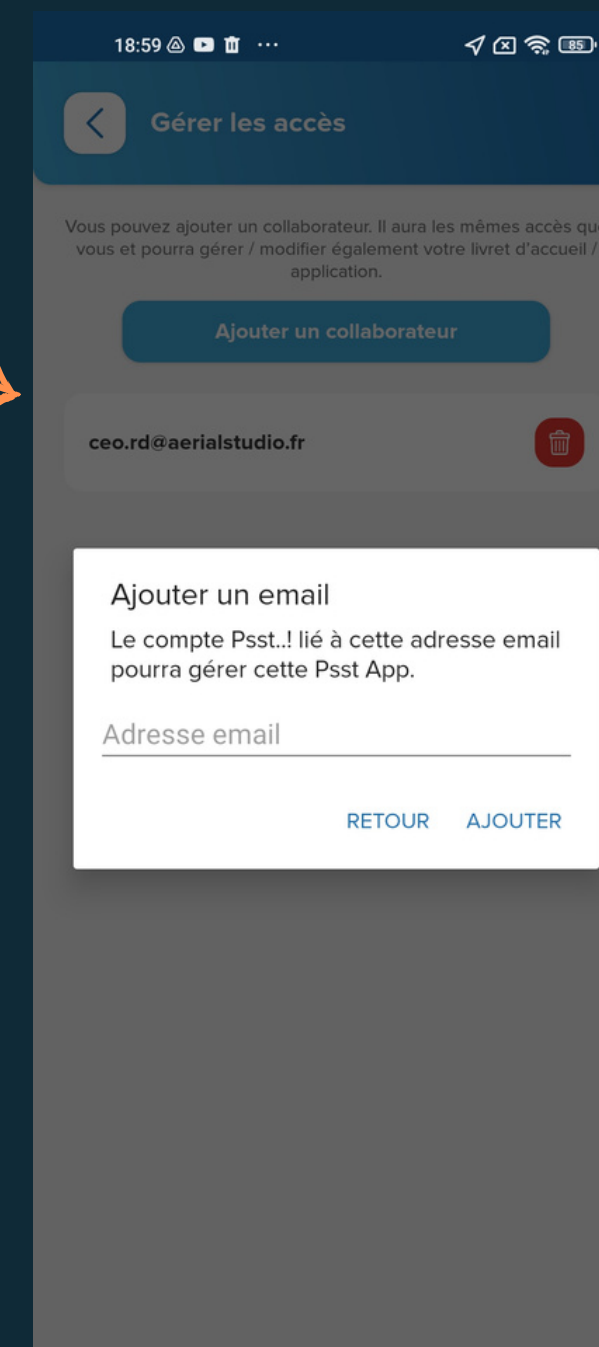 18:59 ... 85
Gérer les accès
Vous pouvez ajouter un collaborateur. Il aura les mêmes accès que
vous et pourra gérer / modifier également votre livret d'accueil /
application.
Ajouter un collaborateur
ceo.rd@aerialstudio.fr
Ajouter un email
Le compte Psst..! lié à cette adresse email
pourra gérer cette Psst App.
Adresse email
RETOUR AJOUTER